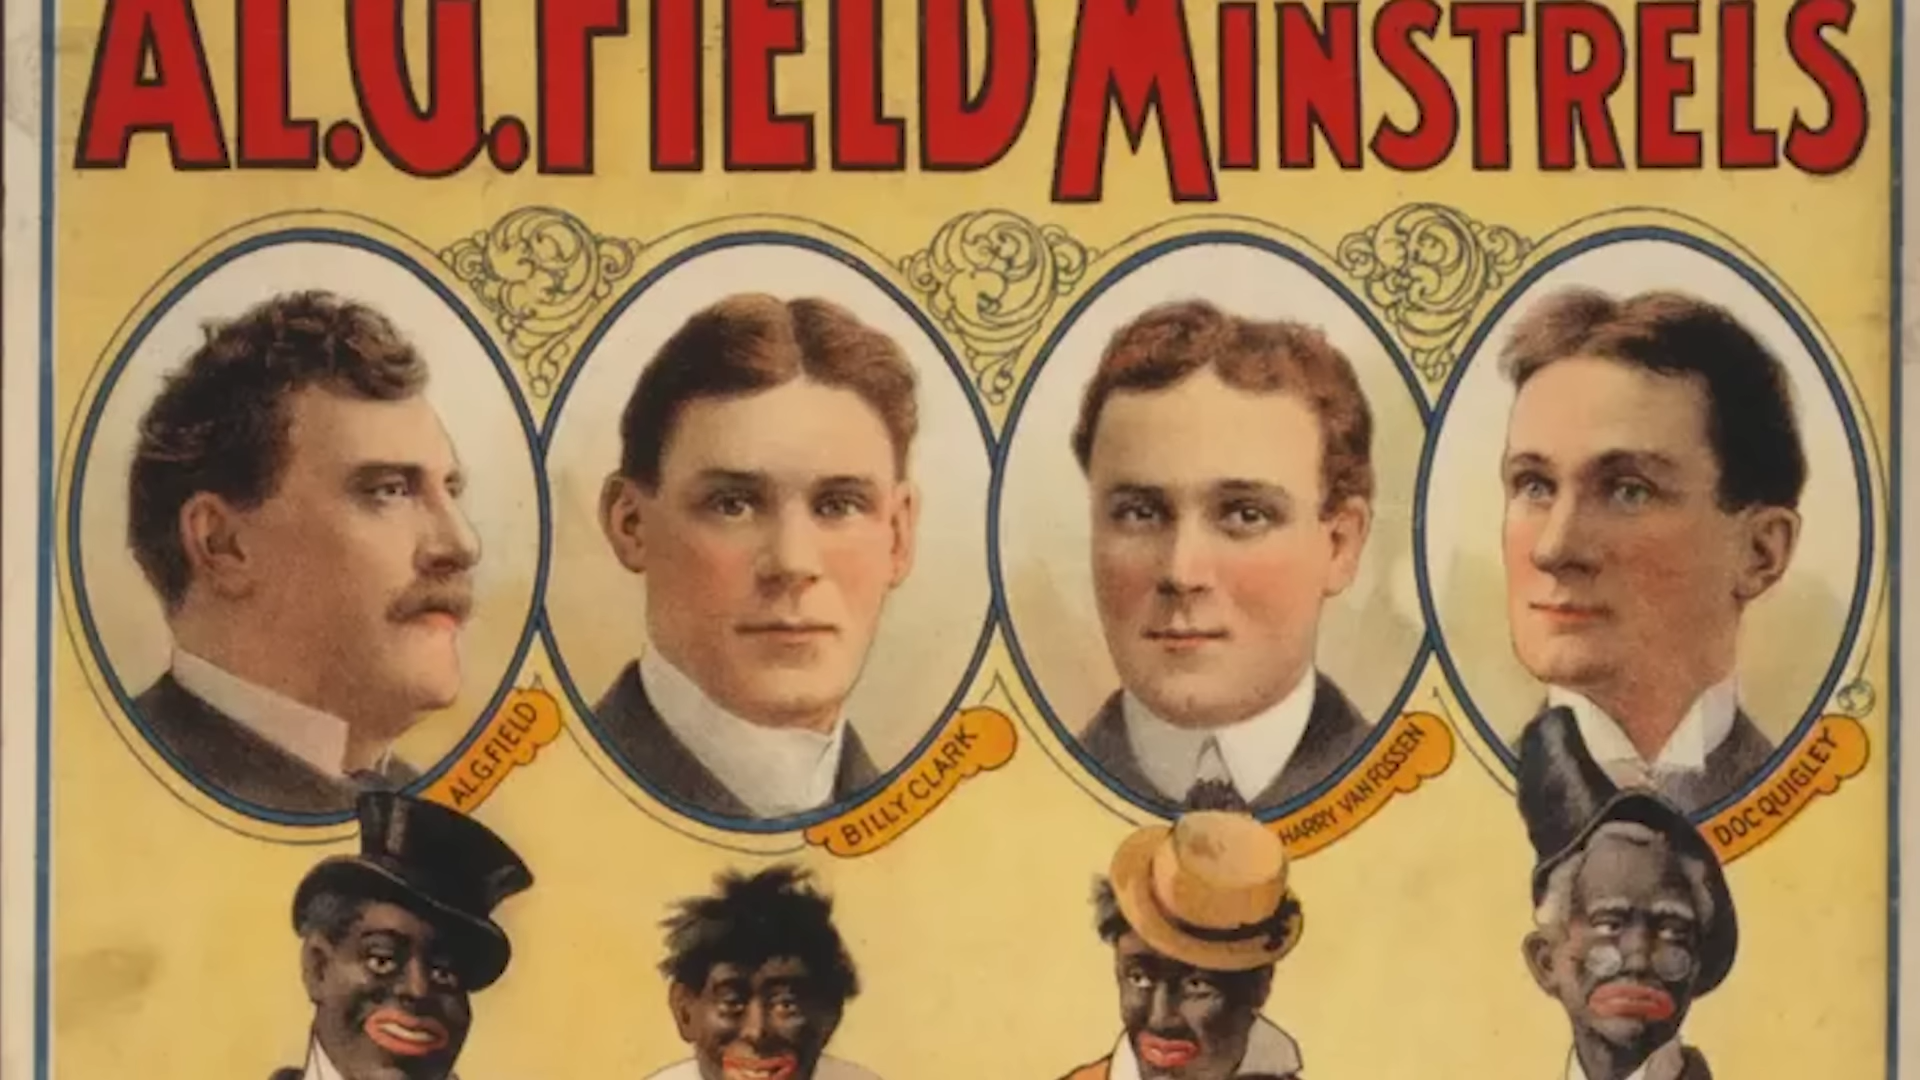 AL.G.FIELD MINSTRELS
AL.G.FIELD
BILLY CLARK
HARRY VAN FOSSEN
DOC QUIGLEY